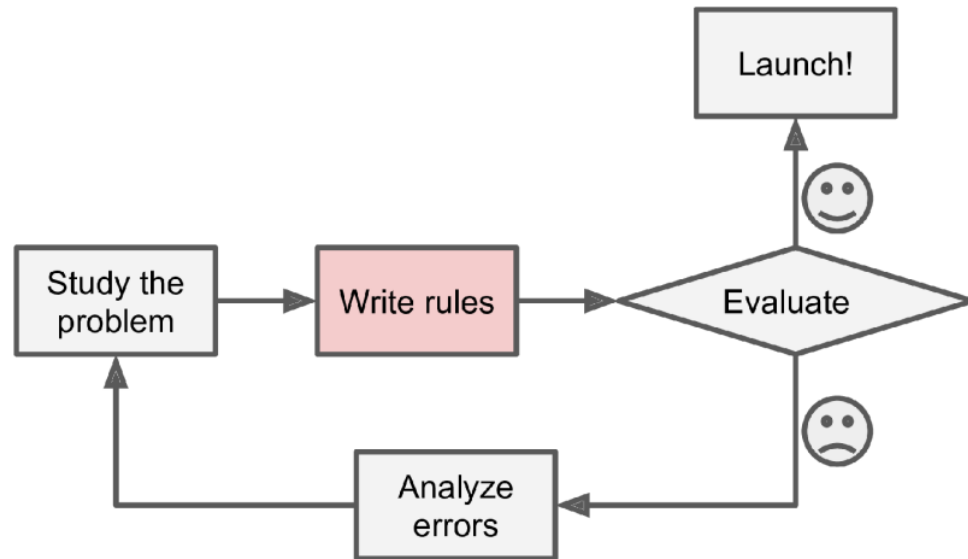 Launch!
Study the
problem
Write rules
Evaluate
Analyze
errors